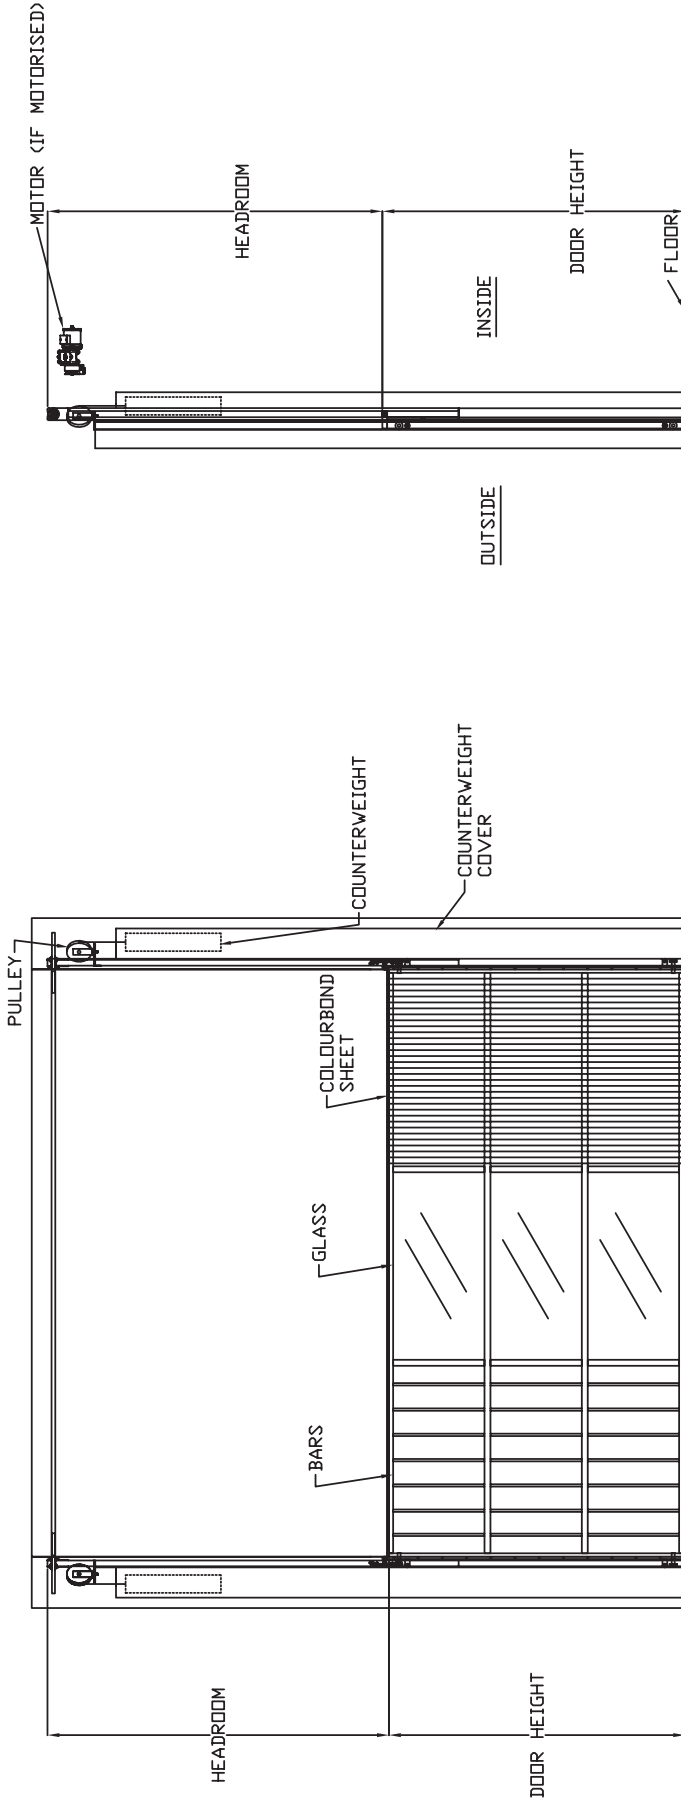 PULLEY
COUNTERWEIGHT
COUNTERWEIGHT
COVER
COLOURBOND
SHEET
GLASS
BARS
HEADROOM
DOOR HEIGHT
MOTOR (IF MOTORISED)
HEADROOM
DOOR HEIGHT
INSIDE
OUTSIDE
FLOOR